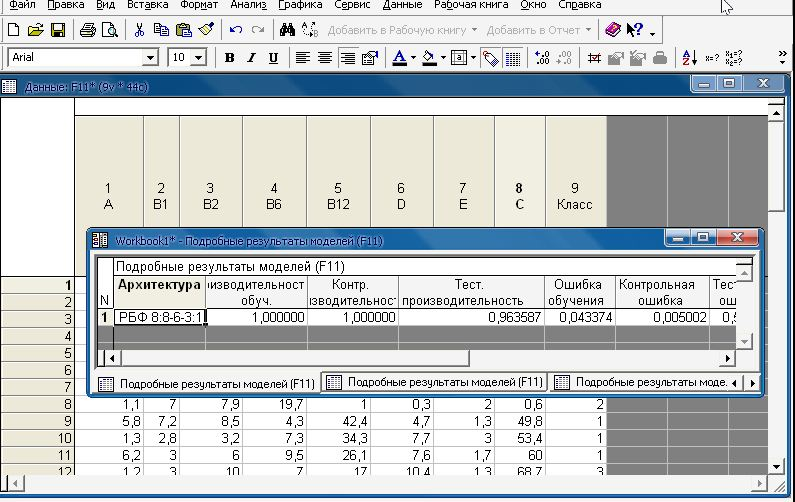 Файл Правка Вид Вставка Формат Анализ Графика Сервис Данные Рабочая книга Окно Справка
Добавить в Рабочую книгу Добавить в Отчет
Arial 10 B I U A
Данные: F11* (9v * 44c)
1 2 3 4 5 6 7 8 9
A B1 B2 B6 B12 D E C Класс
Workbook1* - Подробные результаты моделей (F11)
Подробные результаты моделей (F11)
Архитектура изводительност Контр. Тест. Ошибка Контрольная Тес
N обуч. изводительност производительность обучения ошибка ош
1 РБФ 8:8-6-3:1 1,000000 1,000000 0,963587 0,043374 0,005002
Подробные результаты моделей (F11) Подробные результаты моделей (F11) Подробные результаты моде.
1
2
3
4
5
6
7
8 1,1 7 7,9 19,7 1 0,3 2 0,6 2
9 5,8 7,2 8,5 4,3 42,4 4,7 1,3 49,8 1
10 1,3 2,8 3,2 7,3 34,3 7,7 3 53,4 1
11 6,2 3 6 9,5 26,1 7,6 1,7 60 1
12 1,2 3 10 7 17 10,4 1,3 68,7 3